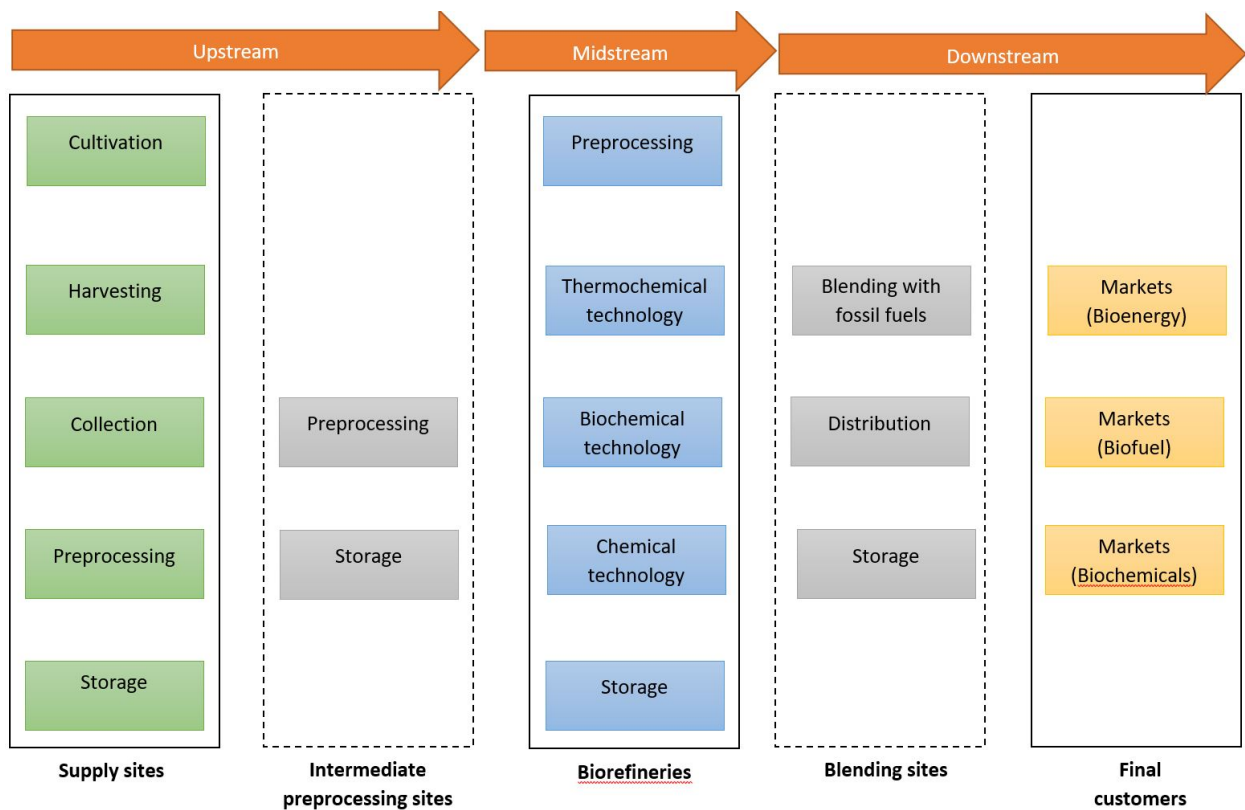 Upstream
Midstream
Downstream
Cultivation
Harvesting
Collection
Preprocessing
Storage
Supply sites
Preprocessing
Storage
Intermediate
preprocessing sites
Preprocessing
Thermochemical
technology
Biochemical
technology
Chemical
technology
Storage
Biorefineries
Blending with
fossil fuels
Distribution
Storage
Blending sites
Markets
(Bioenergy)
Markets
(Biofuel)
Markets
(Biochemicals)
Final
customers